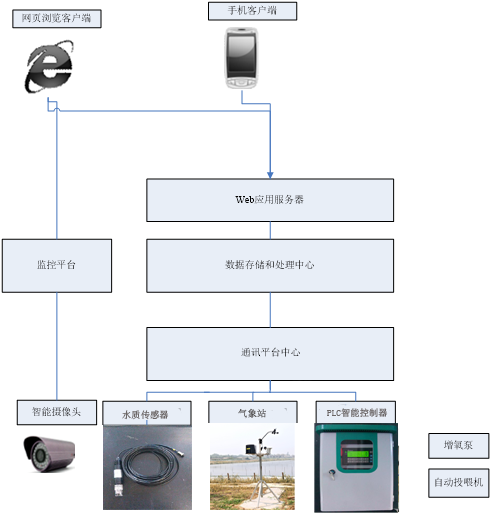 网页浏览客户端
手机客户端
Web应用服务器
监控平台
数据存储和处理中心
通讯平台中心
智能摄像头
水质传感器
气象站
PLC智能控制器
增氧泵
自动投喂机